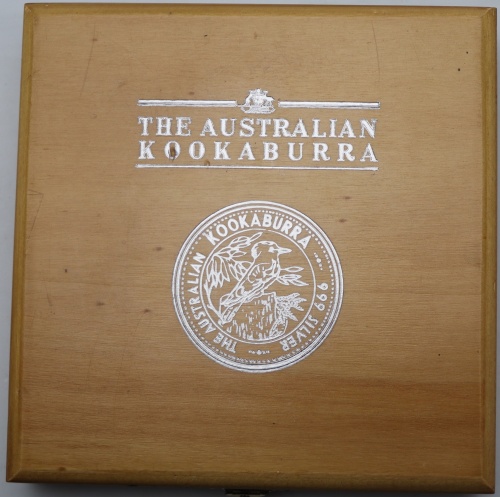 THE AUSTRALIAN
KOOKABURRA
THE AUSTRALIAN KOOKABURRA 999 SILVER